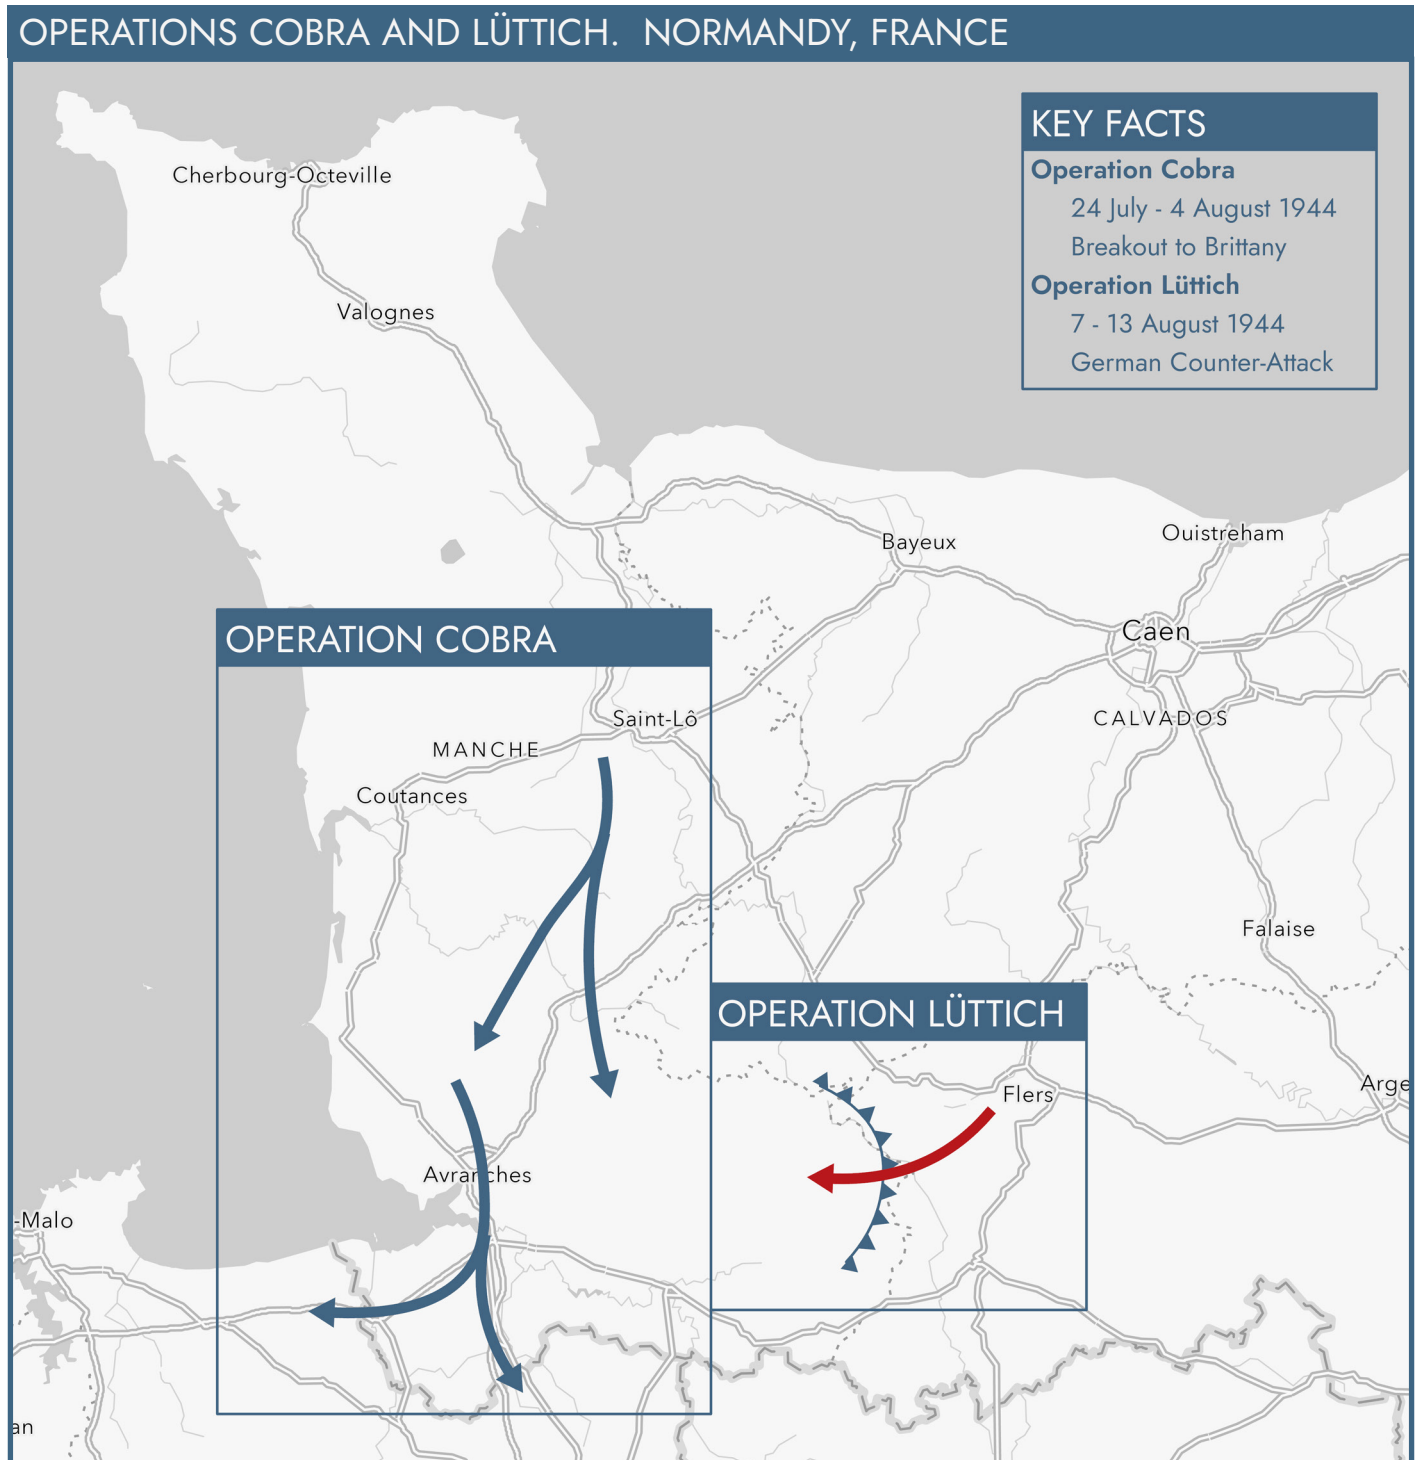 OPERATIONS COBRA AND LÜTTICH. NORMANDY, FRANCE
KEY FACTS
Operation Cobra
24 July - 4 August 1944
Breakout to Brittany
Operation Lüttich
7 - 13 August 1944
German Counter-Attack
Cherbourg-Octeville
Valognes
Bayeux
Ouistreham
Caen
CALVADOS
OPERATION COBRA
Saint-Lô
MANCHE
Coutances
Falaise
OPERATION LÜTTICH
Flers
Arge
Avranches
-Malo
an